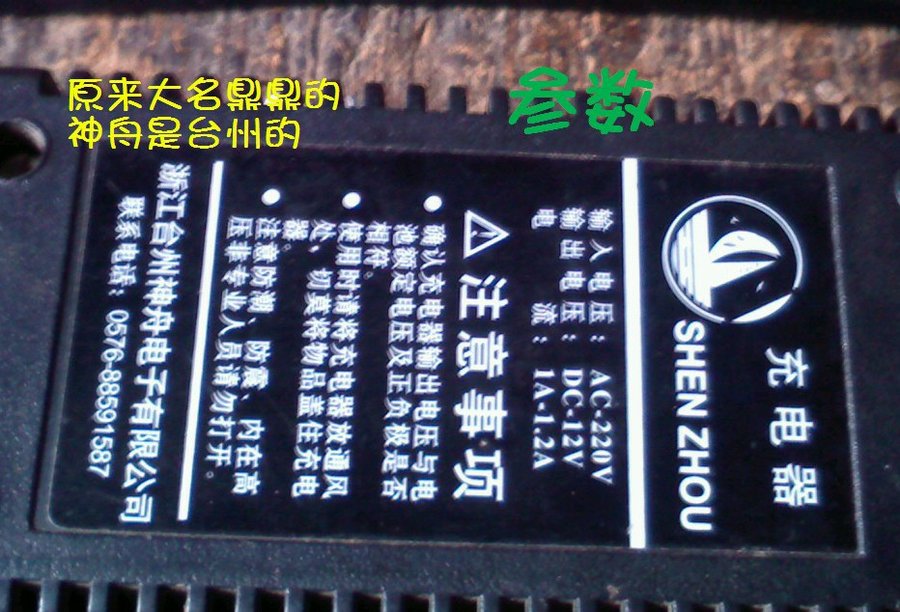 原来大名鼎鼎的
神舟是台州的
参数
充电器
SHEN ZHOU
输入电压：AC-220V
输出电压：DC-12V
电流：1A-1.2A
注意事项
● 确认充电器输出电压与电
池额定电压及正负极是否
相符。
● 使用时请将充电器放通风
处，切莫将物品盖住充电
器。
● 注意防潮、防震、内在高
压非专业人员请勿打开。
浙江台州神舟电子有限公司
联系电话：0576-88591587